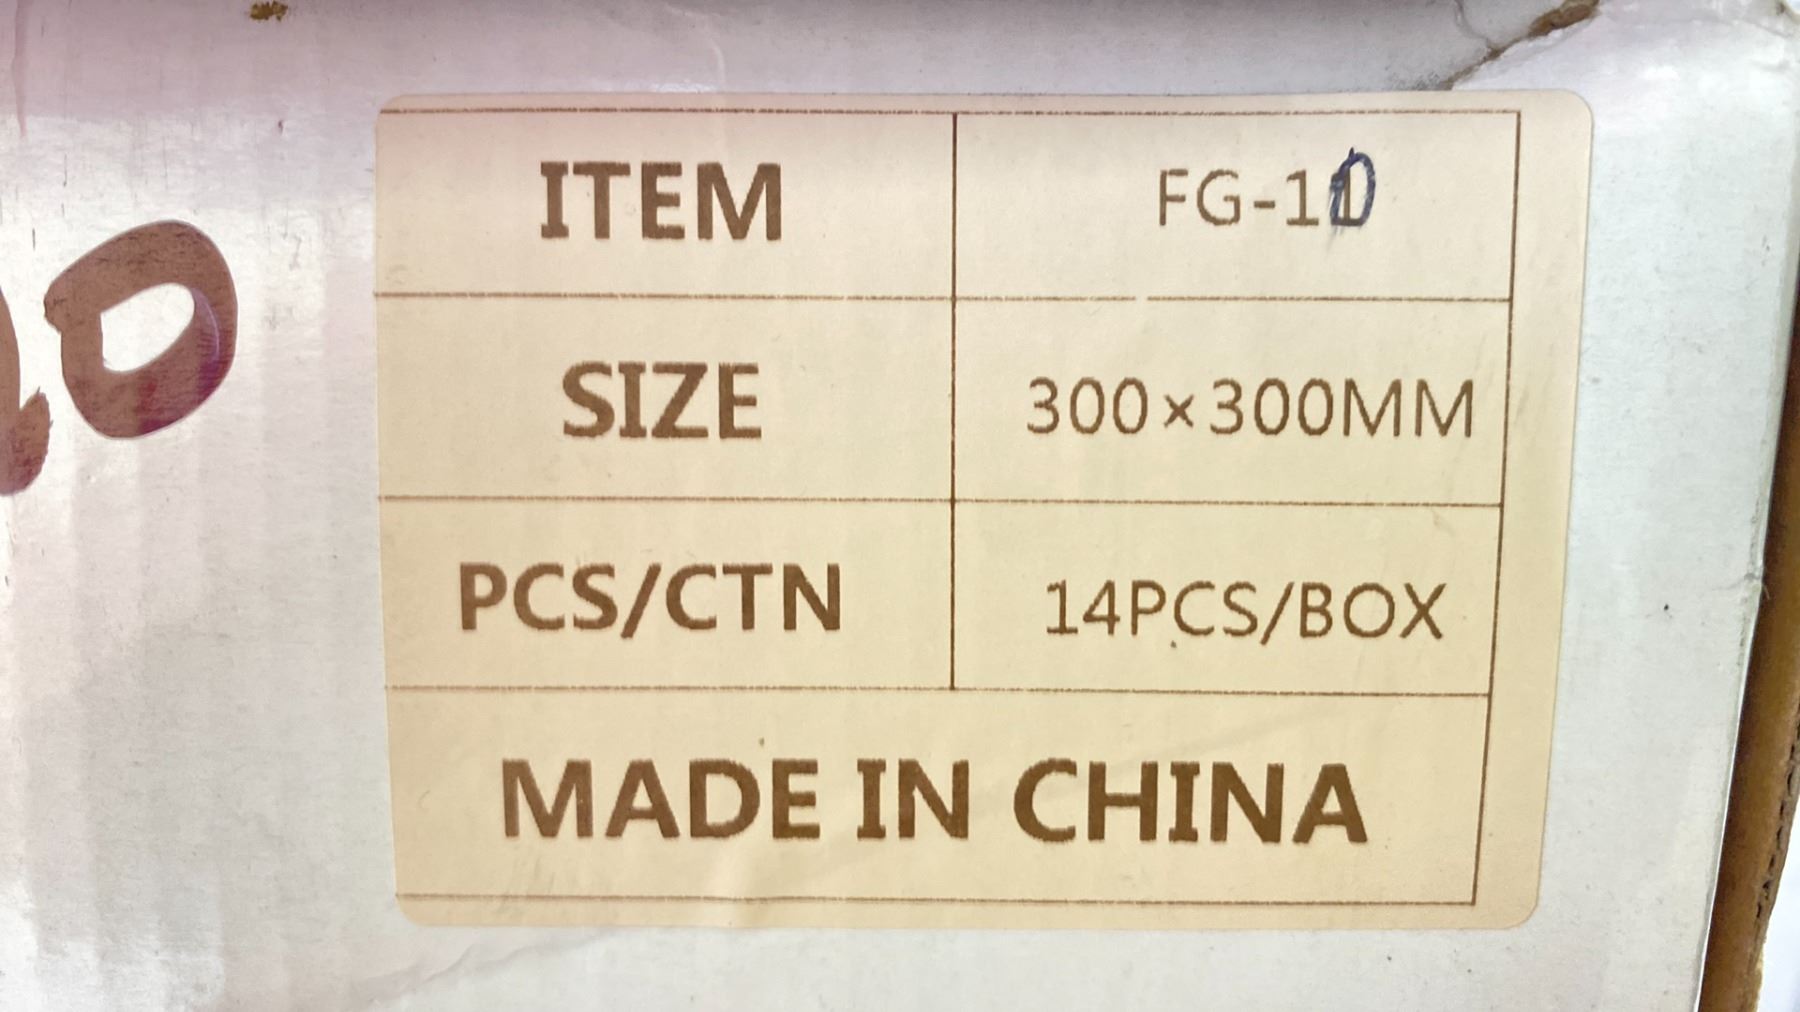 ITEM FG-10
SIZE 300×300MM
PCS/CTN 14PCS/BOX
MADE IN CHINA